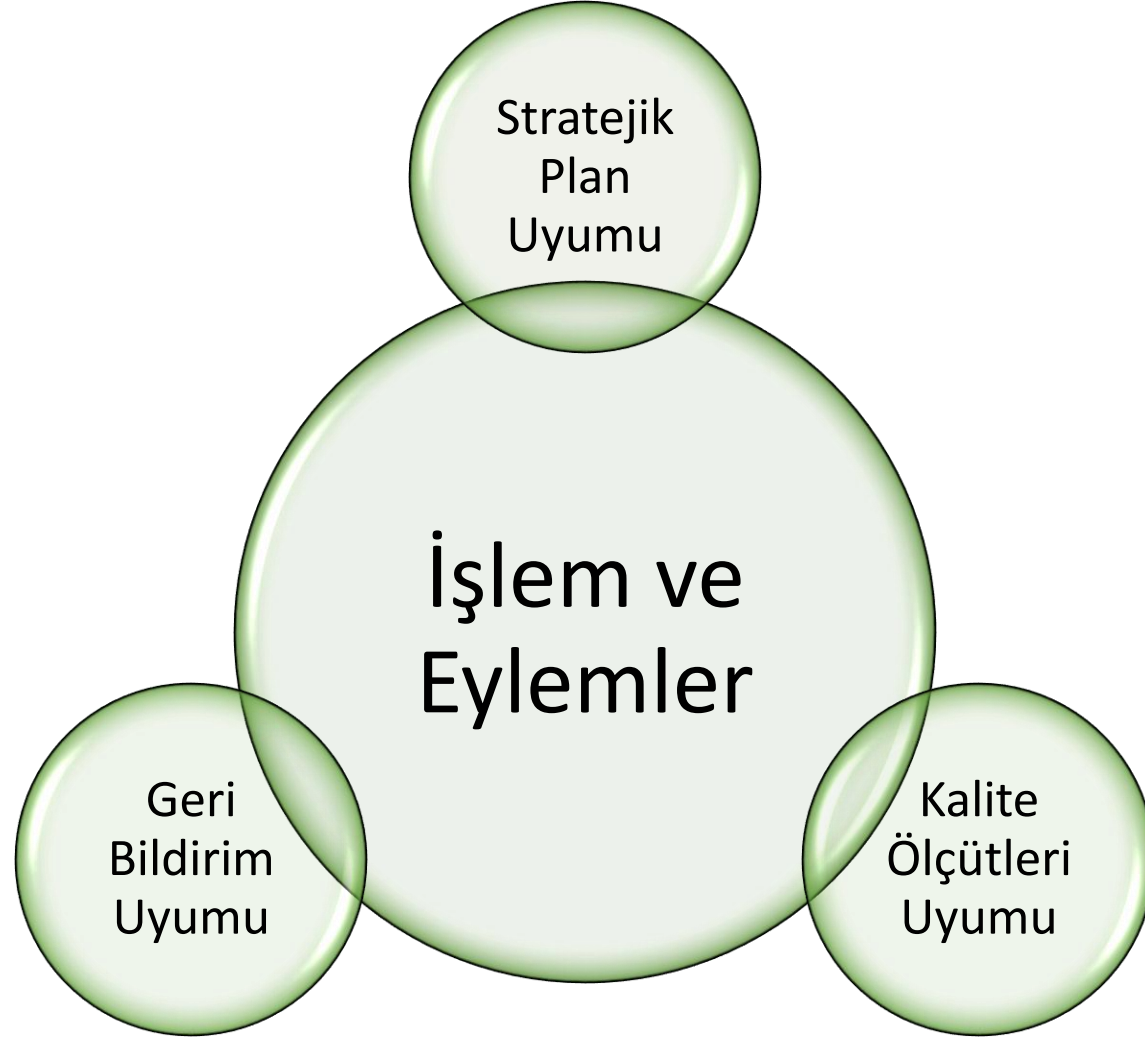 Stratejik
Plan
Uyumu
İşlem ve
Eylemler
Geri
Bildirim
Uyumu
Kalite
Ölçütleri
Uyumu